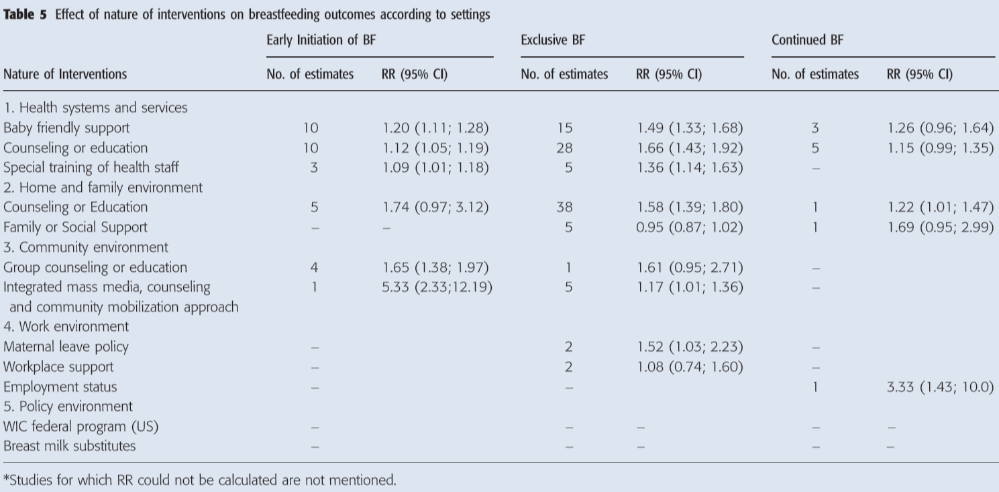 Table 5 Effect of nature of interventions on breastfeeding outcomes according to settings
Early Initiation of BF Exclusive BF Continued BF
Nature of Interventions No. of estimates RR (95% CI) No. of estimates RR (95% CI) No. of estimates RR (95% CI)
1. Health systems and services
Baby friendly support 10 1.20 (1.11; 1.28) 15 1.49 (1.33; 1.68) 3 1.26 (0.96; 1.64)
Counseling or education 10 1.12 (1.05; 1.19) 28 1.66 (1.43; 1.92) 5 1.15 (0.99; 1.35)
Special training of health staff 3 1.09 (1.01; 1.18) 5 1.36 (1.14; 1.63) –
2. Home and family environment
Counseling or Education 5 1.74 (0.97; 3.12) 38 1.58 (1.39; 1.80) 1 1.22 (1.01; 1.47)
Family or Social Support – – 5 0.95 (0.87; 1.02) 1 1.69 (0.95; 2.99)
3. Community environment
Group counseling or education 4 1.65 (1.38; 1.97) 1 1.61 (0.95; 2.71) –
Integrated mass media, counseling 1 5.33 (2.33;12.19) 5 1.17 (1.01; 1.36) –
and community mobilization approach
4. Work environment
Maternal leave policy – 2 1.52 (1.03; 2.23) –
Workplace support – 2 1.08 (0.74; 1.60) –
Employment status – – 1 3.33 (1.43; 10.0)
5. Policy environment
WIC federal program (US) – – – – –
Breast milk substitutes – – – – –
*Studies for which RR could not be calculated are not mentioned.